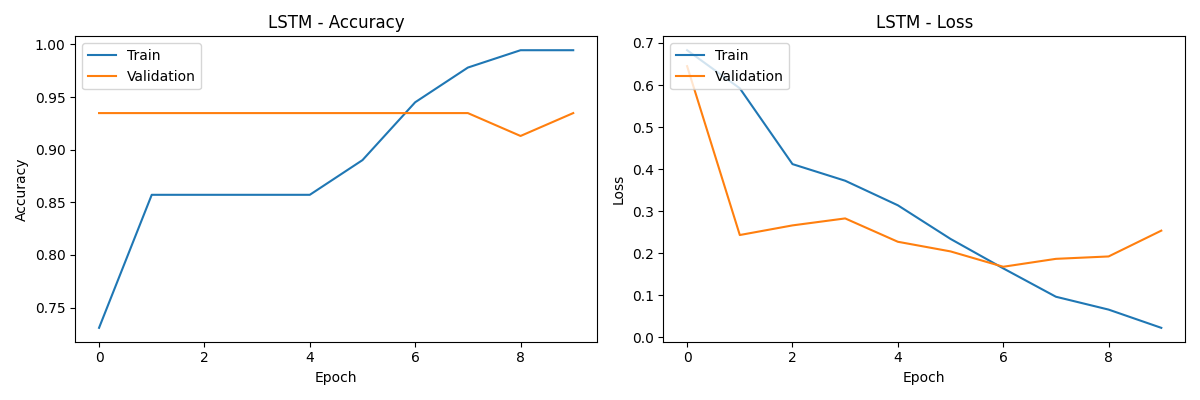 LSTM - Accuracy
Train
Validation
1.00
0.95
0.90
0.85
0.80
0.75
Accuracy
0 2 4 6 8
Epoch
LSTM - Loss
Train
Validation
0.7
0.6
0.5
0.4
0.3
0.2
0.1
0.0
Loss
0 2 4 6 8
Epoch